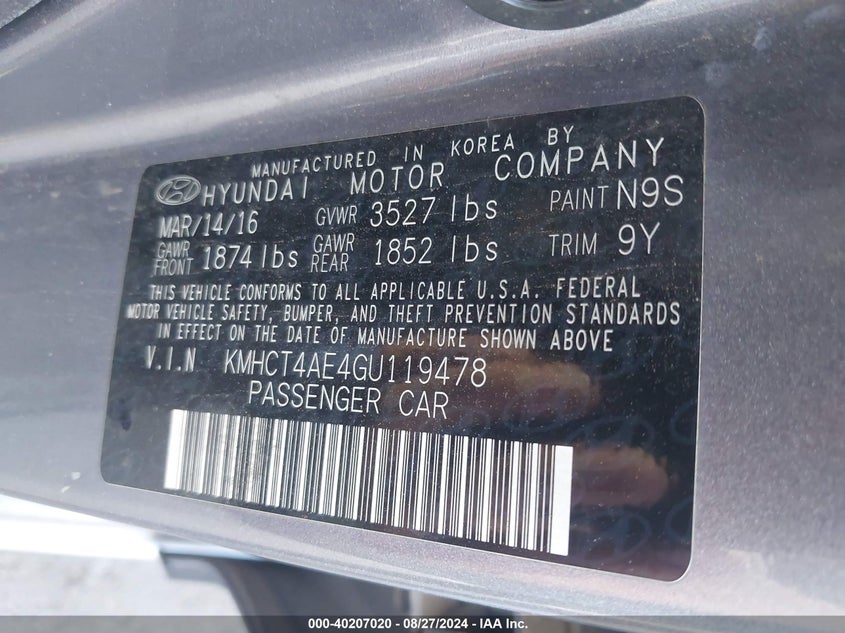 MANUFACTURED IN KOREA BY
HYUNDAI MOTOR COMPANY
MAR/14/16 GVWR 3527 lbs PAINT N9S
GAWR FRONT 1874 lbs GAWR REAR 1852 lbs TRIM 9Y
THIS VEHICLE CONFORMS TO ALL APPLICABLE U.S.A. FEDERAL
MOTOR VEHICLE SAFETY, BUMPER, AND THEFT PREVENTION STANDARDS
IN EFFECT ON THE DATE OF MANUFACTURE SHOWN ABOVE
V.I.N KMHCT4AE4GU119478
PASSENGER CAR
000-40207020 - 08/27/2024 - IAA Inc.